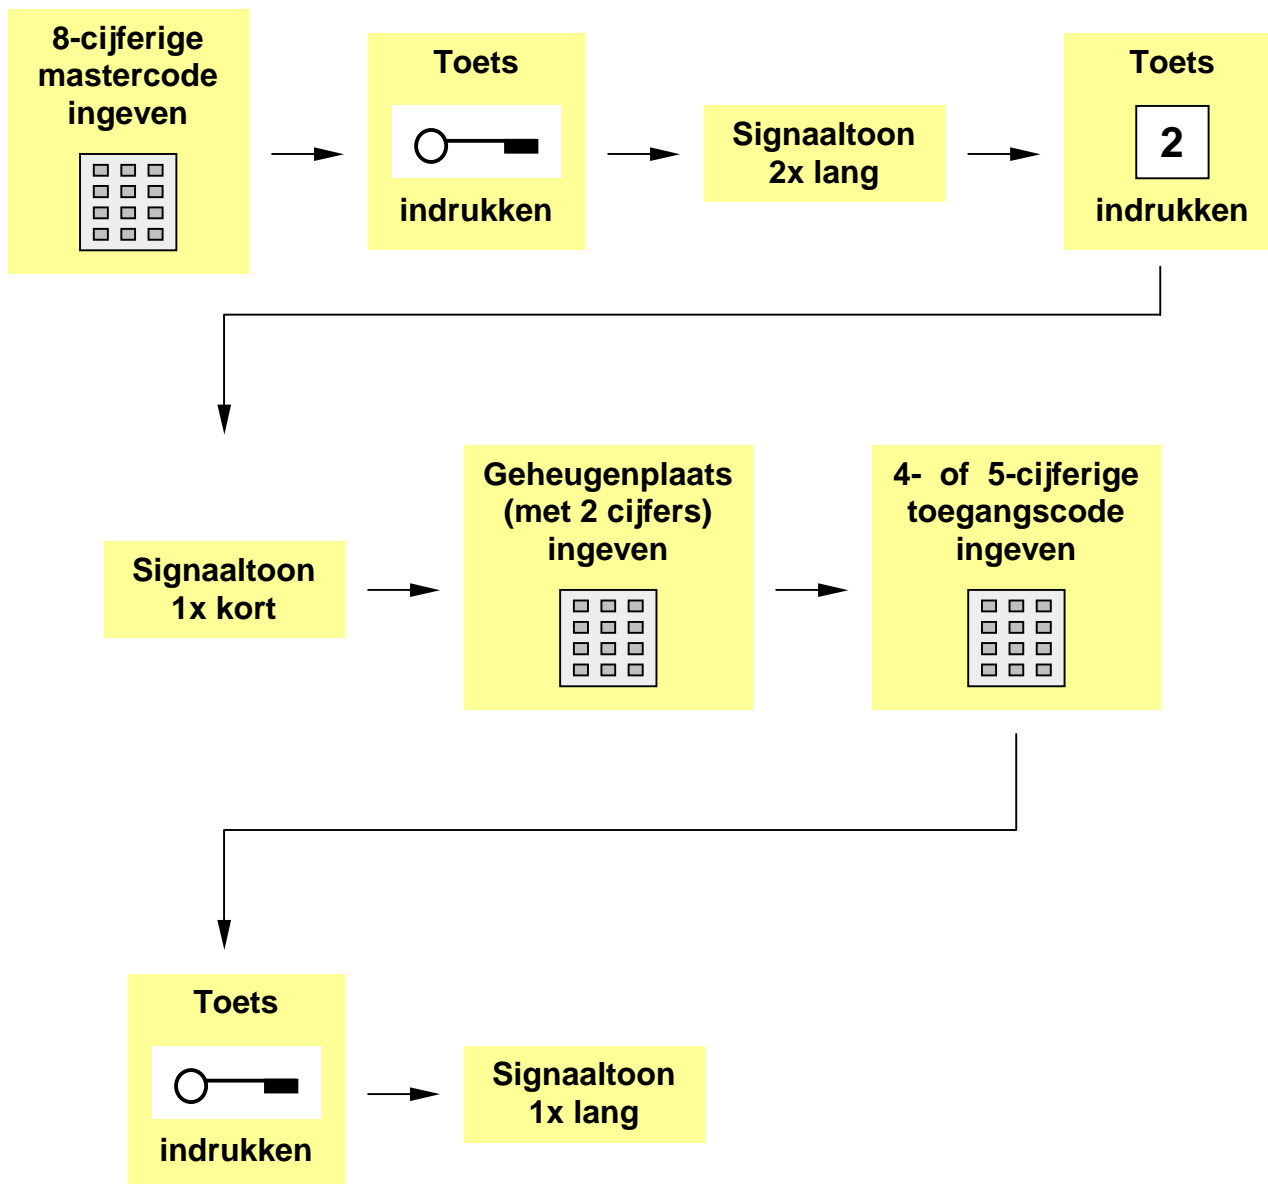 8-cijferige
mastercode
ingeven
Toets
indrukken
Signaaltoon
2x lang
Toets
2
indrukken
Signaaltoon
1x kort
Geheugenplaats
(met 2 cijfers)
ingeven
4- of 5-cijferige
toegangscode
ingeven
Toets
indrukken
Signaaltoon
1x lang